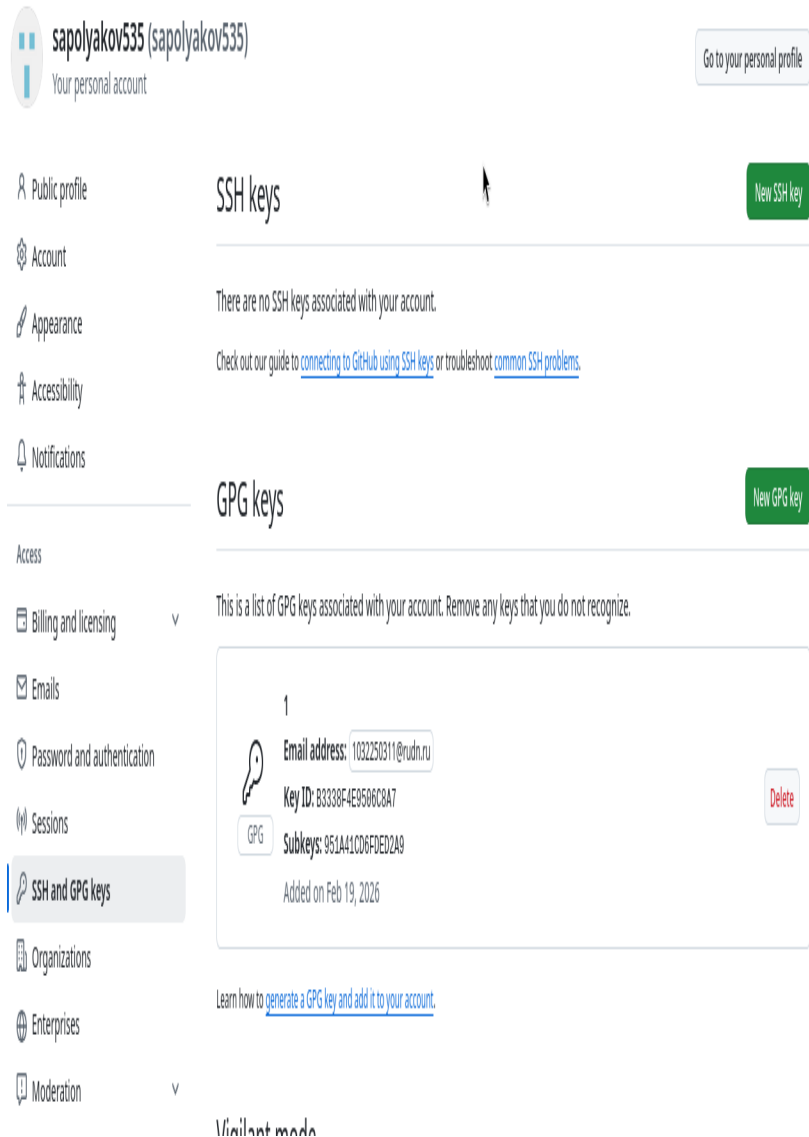 sapolyakov535 (sapolyakov535)
Your personal account
Go to your personal profile
Public profile
Account
Appearance
Accessibility
Notifications
Access
Billing and licensing
Emails
Password and authentication
Sessions
SSH and GPG keys
Organizations
Enterprises
Moderation
SSH keys
New SSH key
There are no SSH keys associated with your account.
Check out our guide to connecting to GitHub using SSH keys or troubleshoot common SSH problems.
GPG keys
New GPG key
This is a list of GPG keys associated with your account. Remove any keys that you do not recognize.
1
Email address: 1032250311@rudn.ru
Key ID: B3338F4E9506C8A7
GPG
Subkeys: 951A41CD6FDED2A9
Added on Feb 19, 2026
Delete
Learn how to generate a GPG key and add it to your account.
Vigilant mode